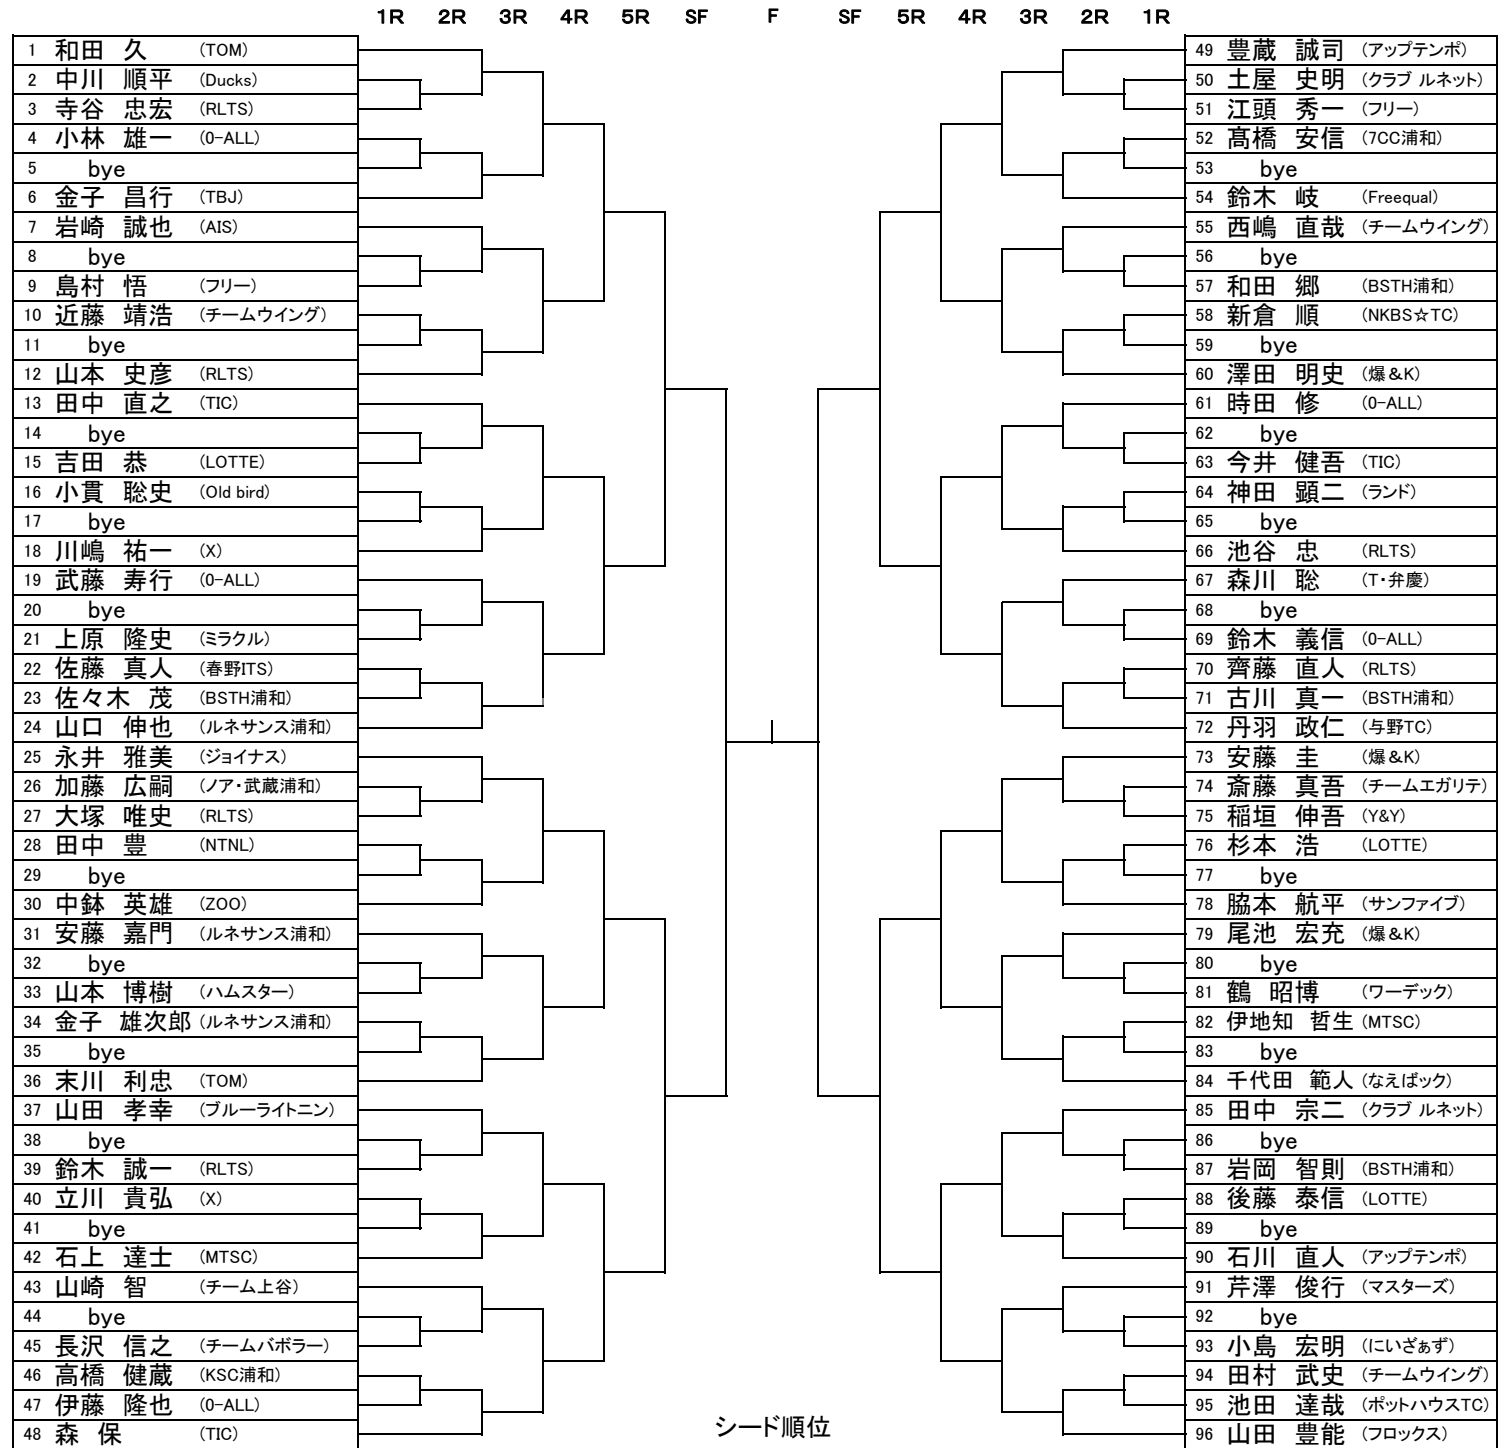 1R 2R 3R 4R 5R SF F SF 5R 4R 3R 2R 1R
1 和田 久 (TOM)
2 中川 順平 (Ducks)
3 寺谷 忠宏 (RLTS)
4 小林 雄一 (0-ALL)
5 bye
6 金子 昌行 (TBJ)
7 岩崎 誠也 (AIS)
8 bye
9 島村 悟 (フリー)
10 近藤 靖浩 (チームウイング)
11 bye
12 山本 史彦 (RLTS)
13 田中 直之 (TIC)
14 bye
15 吉田 恭 (LOTTE)
16 小貫 聡史 (Old bird)
17 bye
18 川嶋 祐一 (X)
19 武藤 寿行 (0-ALL)
20 bye
21 上原 隆史 (ミラクル)
22 佐藤 真人 (春野ITS)
23 佐々木 茂 (BSTH浦和)
24 山口 伸也 (ルネサンス浦和)
25 永井 雅美 (ジョイナス)
26 加藤 広嗣 (ノア・武蔵浦和)
27 大塚 唯史 (RLTS)
28 田中 豊 (NTNL)
29 bye
30 中鉢 英雄 (ZOO)
31 安藤 嘉門 (ルネサンス浦和)
32 bye
33 山本 博樹 (ハムスター)
34 金子 雄次郎 (ルネサンス浦和)
35 bye
36 末川 利忠 (TOM)
37 山田 孝幸 (ブルーライトニン)
38 bye
39 鈴木 誠一 (RLTS)
40 立川 貴弘 (X)
41 bye
42 石上 達士 (MTSC)
43 山崎 智 (チーム上谷)
44 bye
45 長沢 信之 (チームバボラー)
46 高橋 健蔵 (KSC浦和)
47 伊藤 隆也 (0-ALL)
48 森 保 (TIC)
49 豊蔵 誠司 (アップテンポ)
50 土屋 史明 (クラブ ルネット)
51 江頭 秀一 (フリー)
52 髙橋 安信 (7CC浦和)
53 bye
54 鈴木 岐 (Freequal)
55 西嶋 直哉 (チームウイング)
56 bye
57 和田 郷 (BSTH浦和)
58 新倉 順 (NKBS☆TC)
59 bye
60 澤田 明史 (爆&K)
61 時田 修 (0-ALL)
62 bye
63 今井 健吾 (TIC)
64 神田 顕二 (ランド)
65 bye
66 池谷 忠 (RLTS)
67 森川 聡 (T・弁慶)
68 bye
69 鈴木 義信 (0-ALL)
70 齊藤 直人 (RLTS)
71 古川 真一 (BSTH浦和)
72 丹羽 政仁 (与野TC)
73 安藤 圭 (爆&K)
74 斎藤 真吾 (チームエガリテ)
75 稲垣 伸吾 (Y&Y)
76 杉本 浩 (LOTTE)
77 bye
78 脇本 航平 (サンファイブ)
79 尾池 宏充 (爆&K)
80 bye
81 鶴 昭博 (ワーデック)
82 伊地知 哲生 (MTSC)
83 bye
84 千代田 範人 (なえばック)
85 田中 宗二 (クラブ ルネット)
86 bye
87 岩岡 智則 (BSTH浦和)
88 後藤 泰信 (LOTTE)
89 bye
90 石川 直人 (アップテンポ)
91 芹澤 俊行 (マスターズ)
92 bye
93 小島 宏明 (にいざぁず)
94 田村 武史 (チームウイング)
95 池田 達哉 (ポットハウスTC)
96 山田 豊能 (フロックス)
シード順位